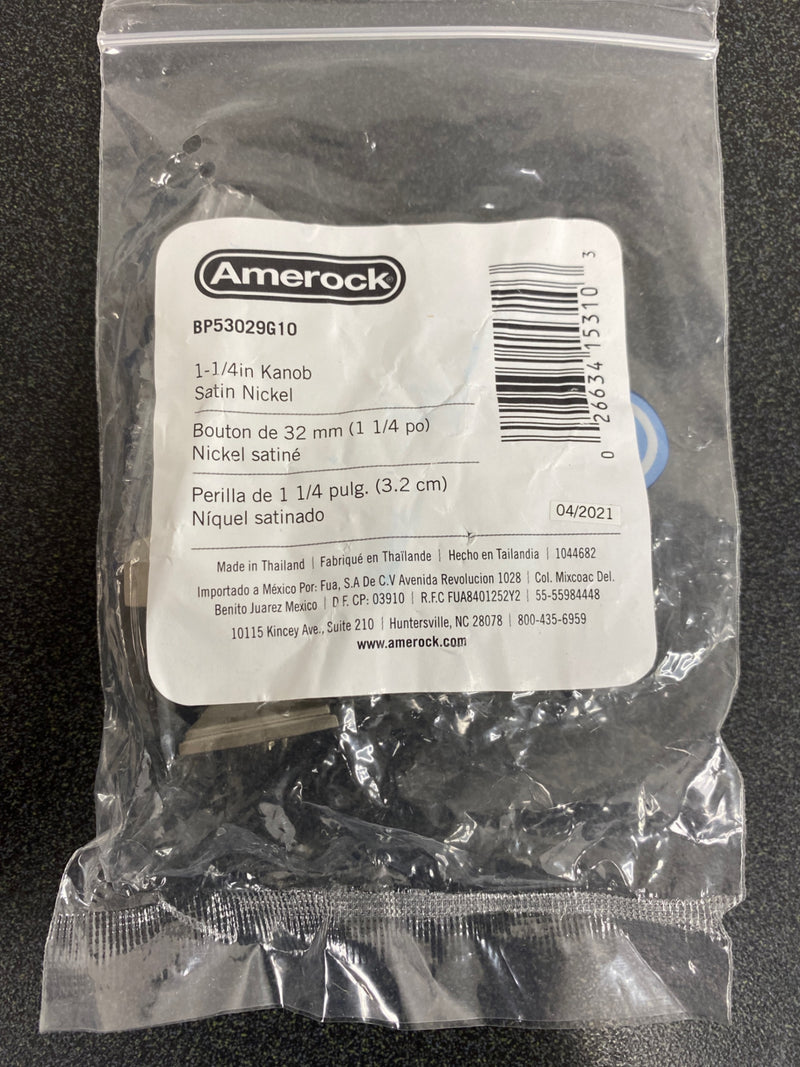 Amerock
BP53029G10
1-1/4in Kanob
Satin Nickel
Bouton de 32 mm (1 1/4 po)
Nickel satiné
Perilla de 1 1/4 pulg. (3.2 cm)
Níquel satinado
0 26634 15310 3
04/2021
Made in Thailand | Fabriqué en Thaïlande | Hecho en Tailandia | 1044682
Importado a México Por: Fua, S.A De C.V Avenida Revolucion 1028 | Col. Mixcoac Del.
Benito Juarez Mexico | D F. CP: 03910 | R.F.C FUA8401252Y2 | 55-55984448
10115 Kincey Ave., Suite 210 | Huntersville, NC 28078 | 800-435-6959
www.amerock.com